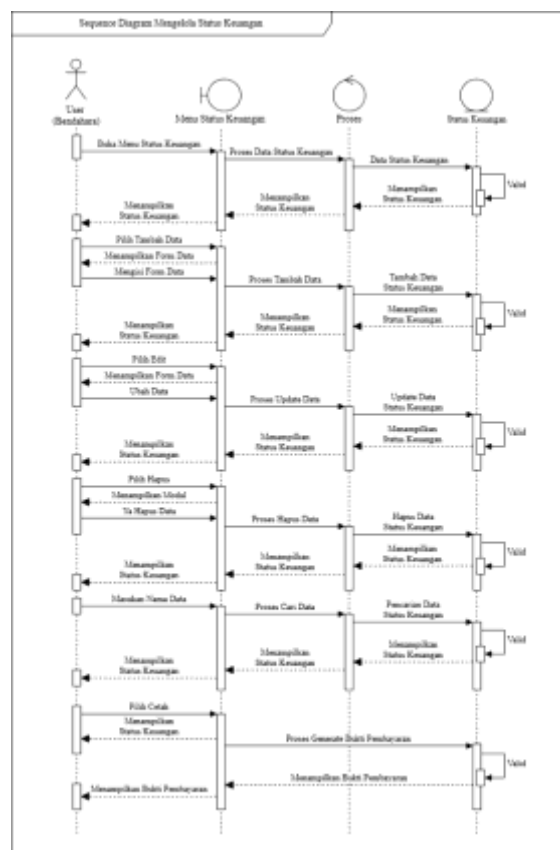 Sequence Diagram Mengelola Status Keuangan
User
(Bendahara)
Menu Status Keuangan
Proses
Status Keuangan
Buka Menu Status Keuangan
Proses Data Status Keuangan
Data Status Keuangan
Valid
Menampilkan
Status Keuangan
Menampilkan
Status Keuangan
Menampilkan
Status Keuangan
Pilih Tambah Data
Menampilkan Form Data
Mengisi Form Data
Proses Tambah Data
Tambah Data
Status Keuangan
Valid
Menampilkan
Status Keuangan
Menampilkan
Status Keuangan
Menampilkan
Status Keuangan
Pilih Edit
Menampilkan Form Data
Ubah Data
Proses Update Data
Update Data
Status Keuangan
Valid
Menampilkan
Status Keuangan
Menampilkan
Status Keuangan
Menampilkan
Status Keuangan
Pilih Hapus
Menampilkan Modal
Ya Hapus Data
Proses Hapus Data
Hapus Data
Status Keuangan
Valid
Menampilkan
Status Keuangan
Menampilkan
Status Keuangan
Menampilkan
Status Keuangan
Masukan Nama Data
Proses Cari Data
Pencarian Data
Status Keuangan
Valid
Menampilkan
Status Keuangan
Menampilkan
Status Keuangan
Menampilkan
Status Keuangan
Pilih Cetak
Menampilkan
Status Keuangan
Proses Generate Bukti Pembayaran
Valid
Menampilkan Bukti Pembayaran
Menampilkan Bukti Pembayaran